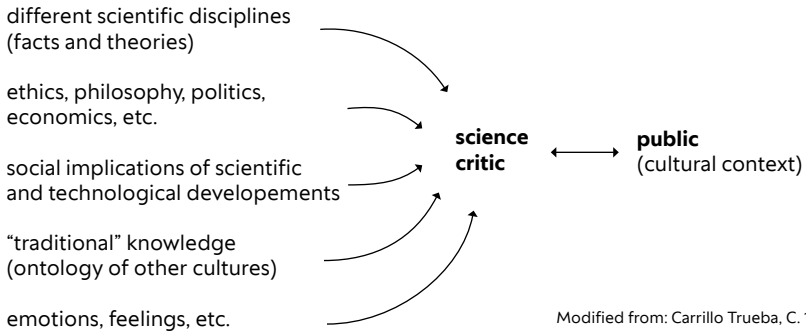 different scientific disciplines
(facts and theories)
ethics, philosophy, politics,
economics, etc.
social implications of scientific
and technological developements
“traditional” knowledge
(ontology of other cultures)
emotions, feelings, etc.
science
critic
public
(cultural context)
Modified from: Carrillo Trueba, C.